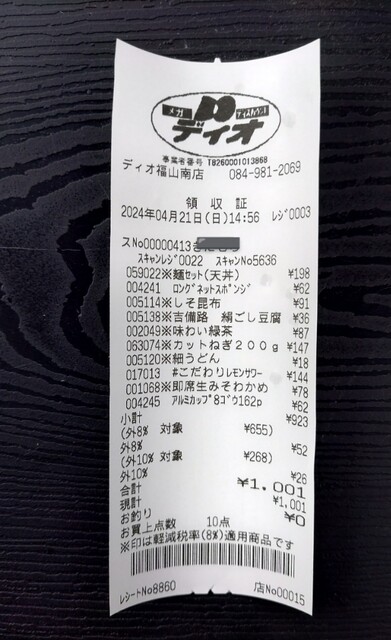 メガ ディスカウント
ディオ
事業者番号 T8260001013868
ディオ福山南店 084-981-2069
領収証
2024年04月21日(日)14:56 レジ0003
スNo00000413
スキャンレジ0022 スキャンNo5636
059022※麺セット(天丼) ¥198
004241 ロングネットスポンジ ¥62
005114※しそ昆布 ¥91
005138※吉備路 絹ごし豆腐 ¥36
002049※味わい緑茶 ¥87
063074※カットねぎ200g ¥147
005120※細うどん ¥18
017013 #こだわりレモンサワー ¥144
001068※即席生みそわかめ ¥78
004245 アルミカップ8ゴウ162p ¥62
小計 ¥923
(外8% 対象 ¥655)
外8% ¥52
(外10% 対象 ¥268)
外10% ¥26
合計 ¥1,001
現計 ¥1,001
お釣り ¥0
お買上点数 10点
※印は軽減税率(8%)適用商品です
レシートNo8860 店No00015